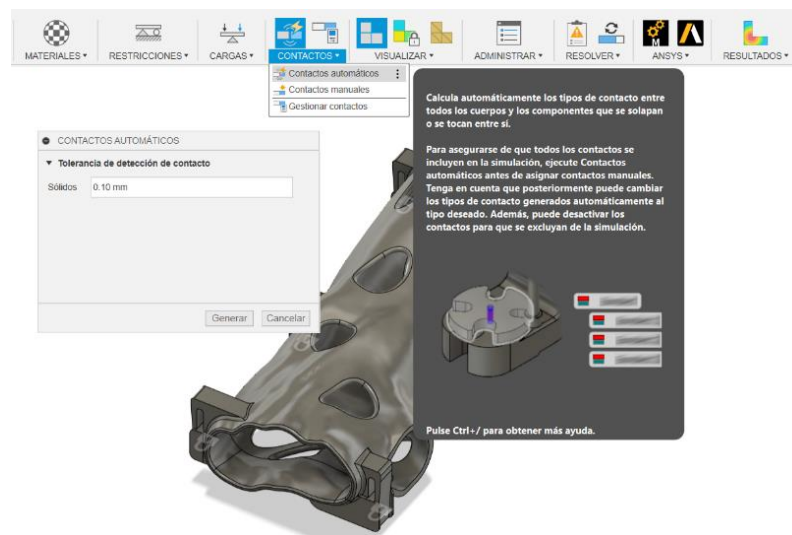 MATERIALES RESTRICCIONES CARGAS CONTACTOS VISUALIZAR ADMINISTRAR RESOLVER ANSYS RESULTADOS
M
Contactos automáticos
Contactos manuales
Gestionar contactos
CONTACTOS AUTOMÁTICOS
Tolerancia de detección de contacto
Sólidos 0.10 mm
Generar Cancelar
Calcula automáticamente los tipos de contacto entre
todos los cuerpos y los componentes que se solapan
o se tocan entre sí.
Para asegurarse de que todos los contactos se
incluyen en la simulación, ejecute Contactos
automáticos antes de asignar contactos manuales.
Tenga en cuenta que posteriormente puede cambiar
los tipos de contacto generados automáticamente al
tipo deseado. Además, puede desactivar los
contactos para que se excluyan de la simulación.
Pulse Ctrl+/ para obtener más ayuda.